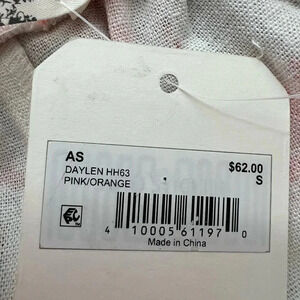 AS
DAYLEN HH63 $62.00
PINK/ORANGE S
4 10005 61197 0
Made in China